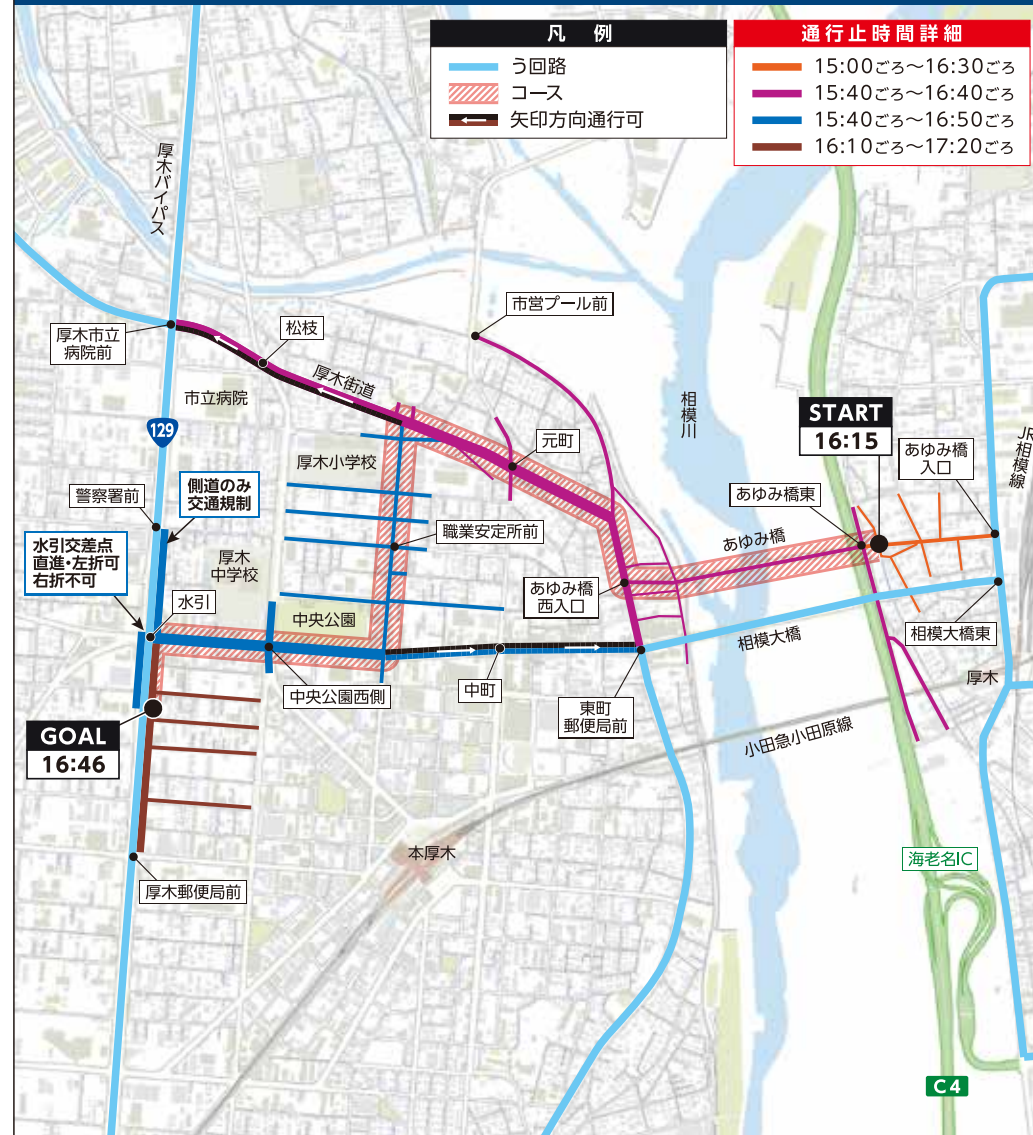 凡 例
う回路
コース
矢印方向通行可
通行止時間詳細
15:00ごろ〜16:30ごろ
15:40ごろ〜16:40ごろ
15:40ごろ〜16:50ごろ
16:10ごろ〜17:20ごろ
厚木バイパス
市営プール前
松枝
厚木市立
病院前
厚木街道
市立病院
相模川
START
16:15
JR相模線
129
元町
あゆみ橋
入口
厚木小学校
あゆみ橋東
警察署前
側道のみ
交通規制
職業安定所前
あゆみ橋
水引交差点
直進・左折可
右折不可
厚木
中学校
あゆみ橋
西入口
水引
中央公園
相模大橋
相模大橋東
中央公園西側
中町
東町
郵便局前
厚木
GOAL
16:46
小田急小田原線
本厚木
海老名IC
厚木郵便局前
C4